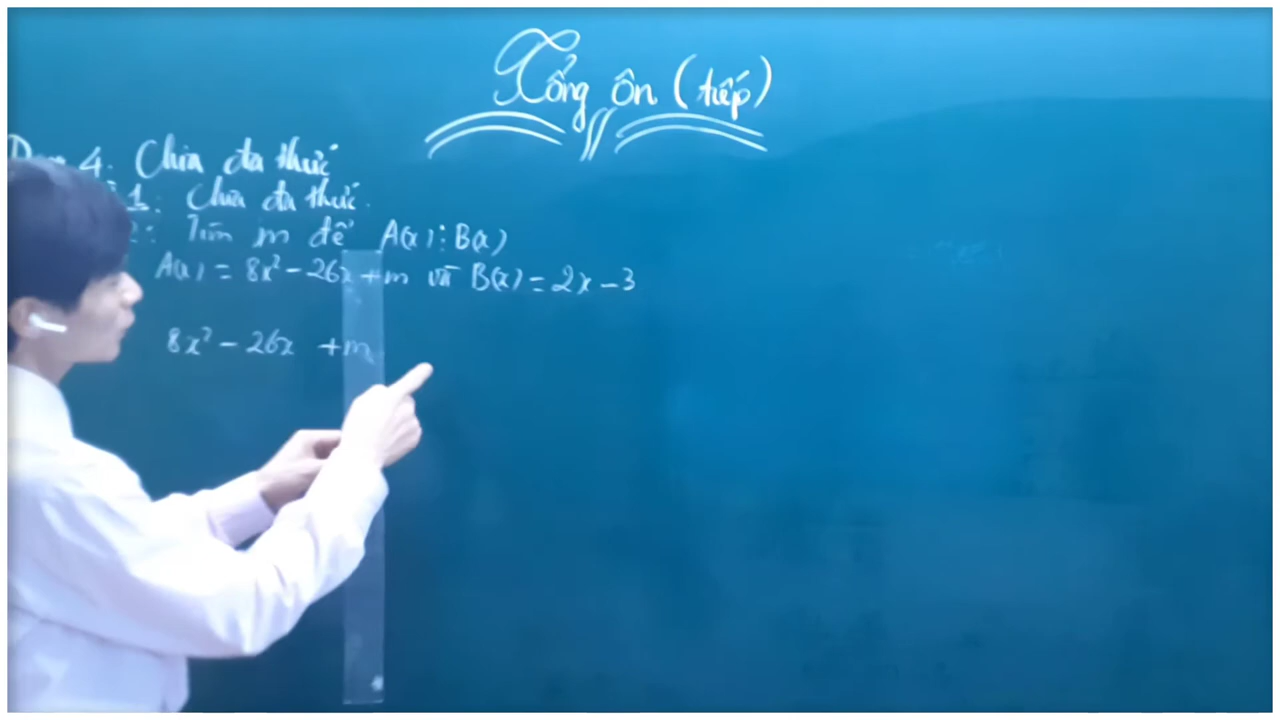 Tổng ôn (tiếp)
4. Chia đa thức
1: Chia đa thức.
2: Tìm m để A(x) ⋮ B(x)
A(x) = 8x² - 26x + m và B(x) = 2x - 3
8x² - 26x + m